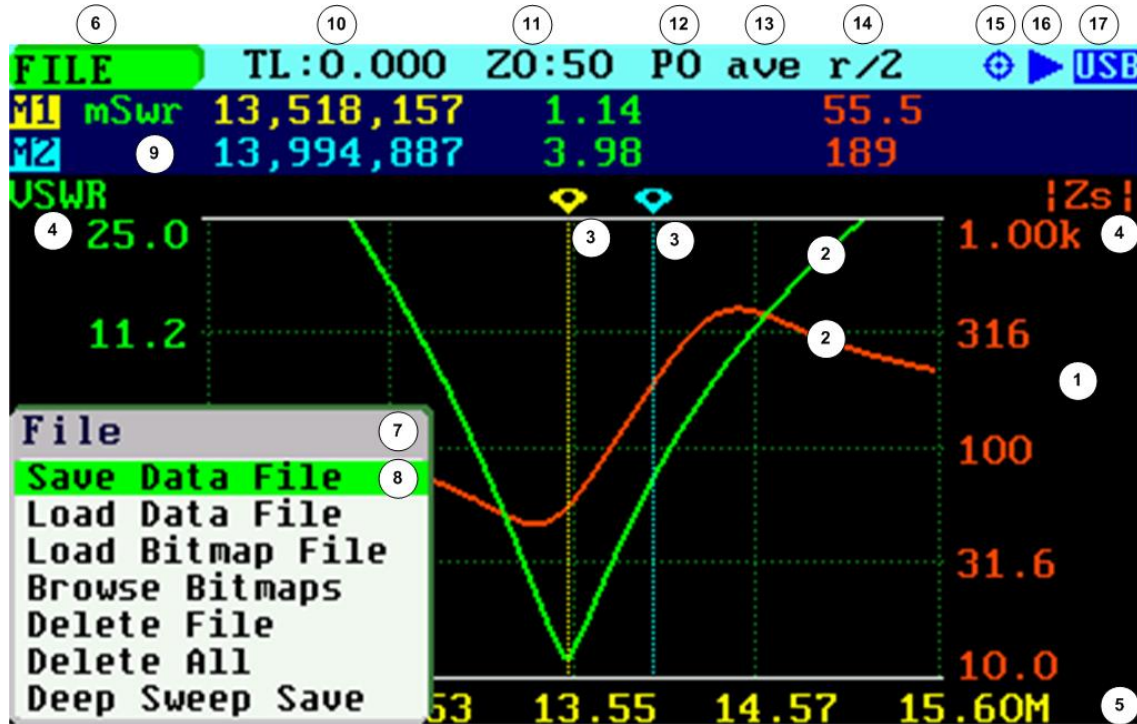 6 10 11 12 13 14 15 16 17
FILE TL:0.000 Z0:50 P0 ave r/2 USB
M1 mSwr 13,518,157 1.14 55.5
M2 9 13,994,887 3.98 189
VSWR |Zs|
4 25.0 3 3 2 1.00k 4
11.2 2 316
1
File 7
100
Save Data File 8
Load Data File
Load Bitmap File
31.6
Browse Bitmaps
Delete File
Delete All
10.0
Deep Sweep Save
53 13.55 14.57 15.60M 5